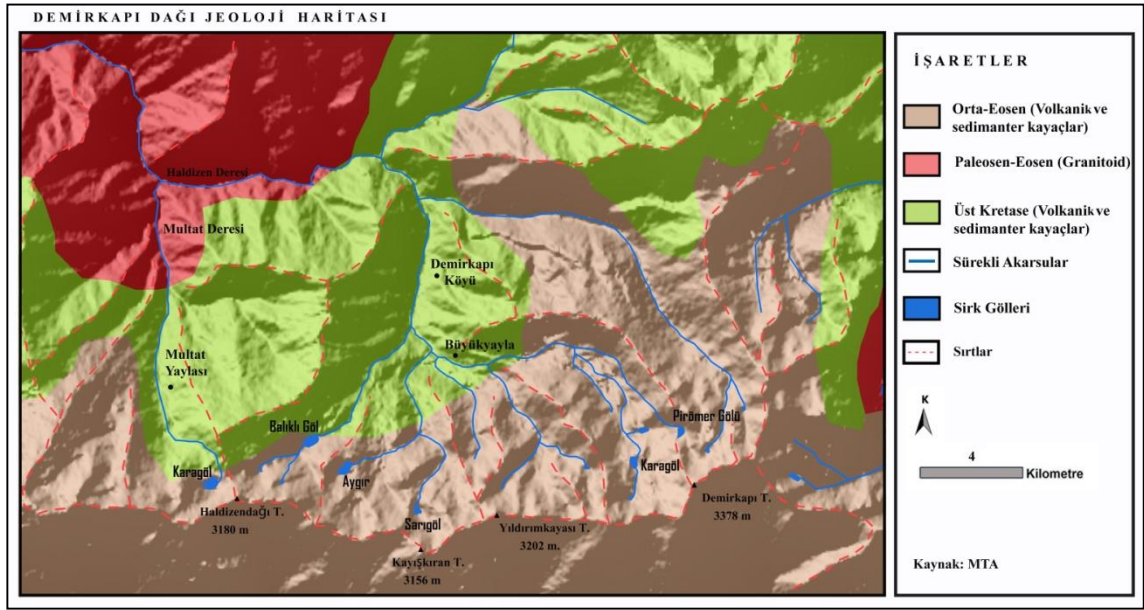 DEMİRKAPI DAĞI JEOLOJİ HARİTASI
Haldizen Deresi
Multat Deresi
Demirkapı
Köyü
Büyükyayla
Multat
Yaylası
Balıklı Göl
Pirömer Gölü
Karagöl
Aygır
Karagöl
Sarıgöl
Haldizendağı T.
3180 m
Yıldırımkayası T.
3202 m.
Demirkapı T.
3378 m
Kayışkıran T.
3156 m
İŞARETLER
Orta-Eosen (Volkanik ve
sedimanter kayaçlar)
Paleosen-Eosen (Granitoid)
Üst Kretase (Volkanik ve
sedimanter kayaçlar)
Sürekli Akarsular
Sirk Gölleri
Sırtlar
K
4
Kilometre
Kaynak: MTA